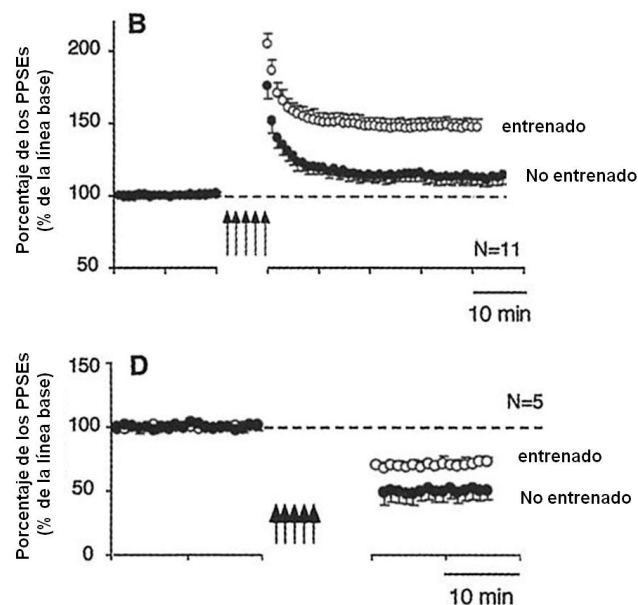 B
Porcentaje de los PPSEs
(% de la línea base)
200
150
100
50
entrenado
No entrenado
N=11
10 min
D
Porcentaje de los PPSEs
(% de la línea base)
150
100
50
0
N=5
entrenado
No entrenado
10 min